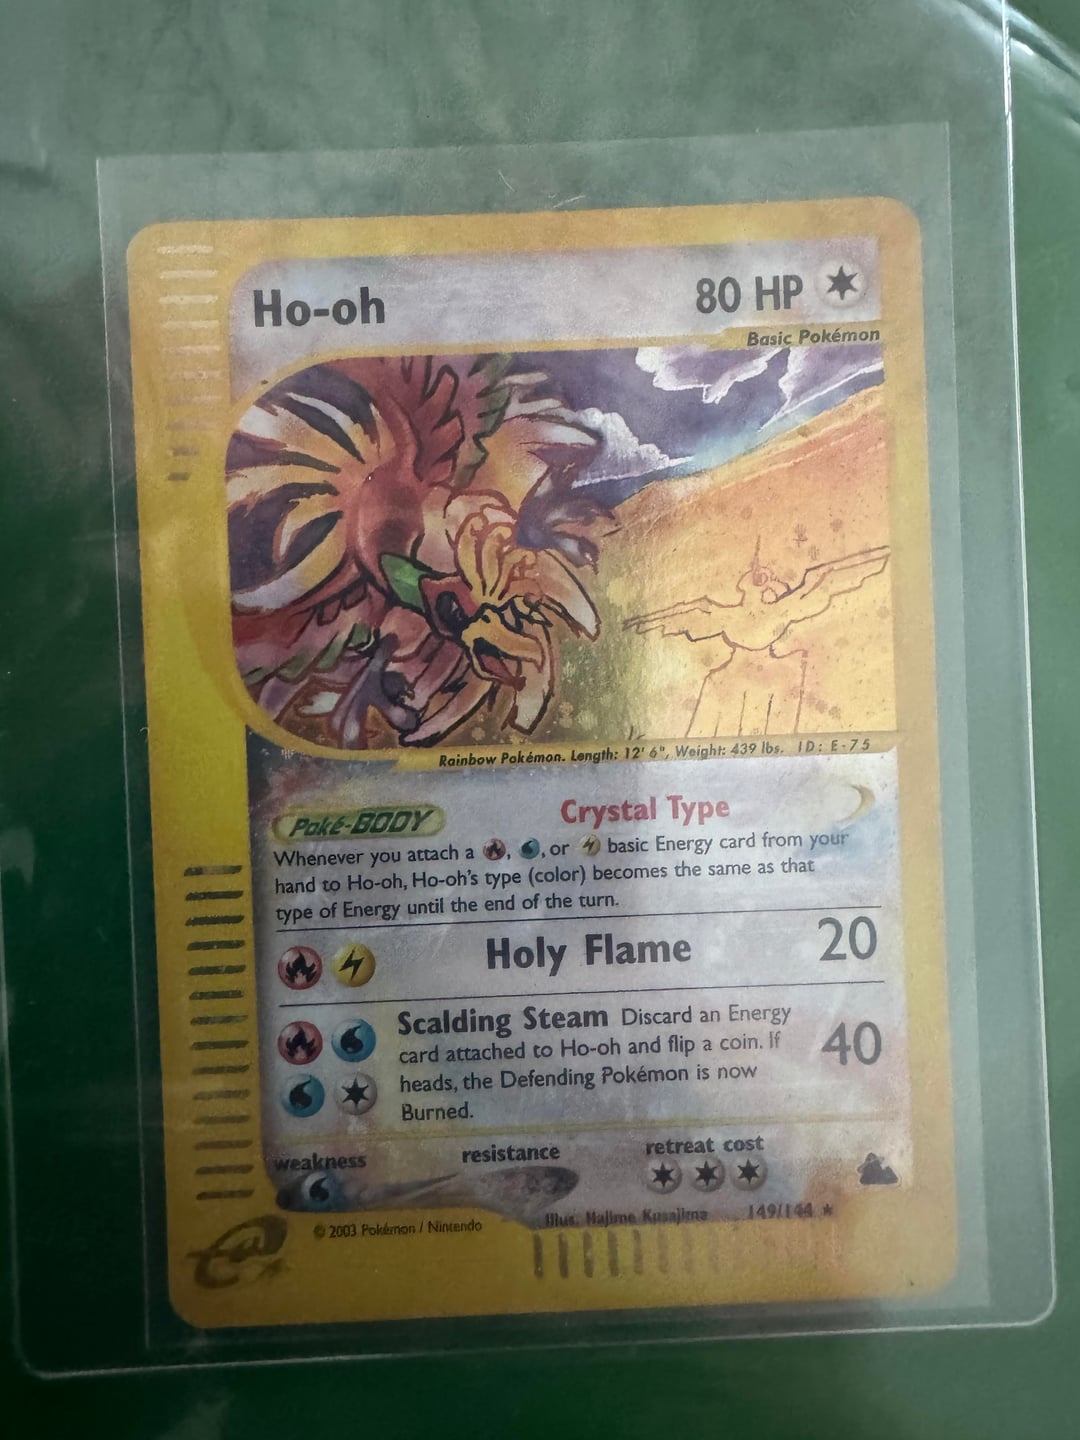 Ho-oh 80 HP
Basic Pokémon
Rainbow Pokémon. Length: 12' 6", Weight: 439 lbs. ID: E-75
Poké-BODY Crystal Type
Whenever you attach a , , or basic Energy card from your
hand to Ho-oh, Ho-oh's type (color) becomes the same as that
type of Energy until the end of the turn.
Holy Flame 20
Scalding Steam Discard an Energy
card attached to Ho-oh and flip a coin. If
heads, the Defending Pokémon is now
Burned.
40
weakness resistance retreat cost
Illus. Hajime Kusajima 149/144 ★
© 2003 Pokémon / Nintendo
e